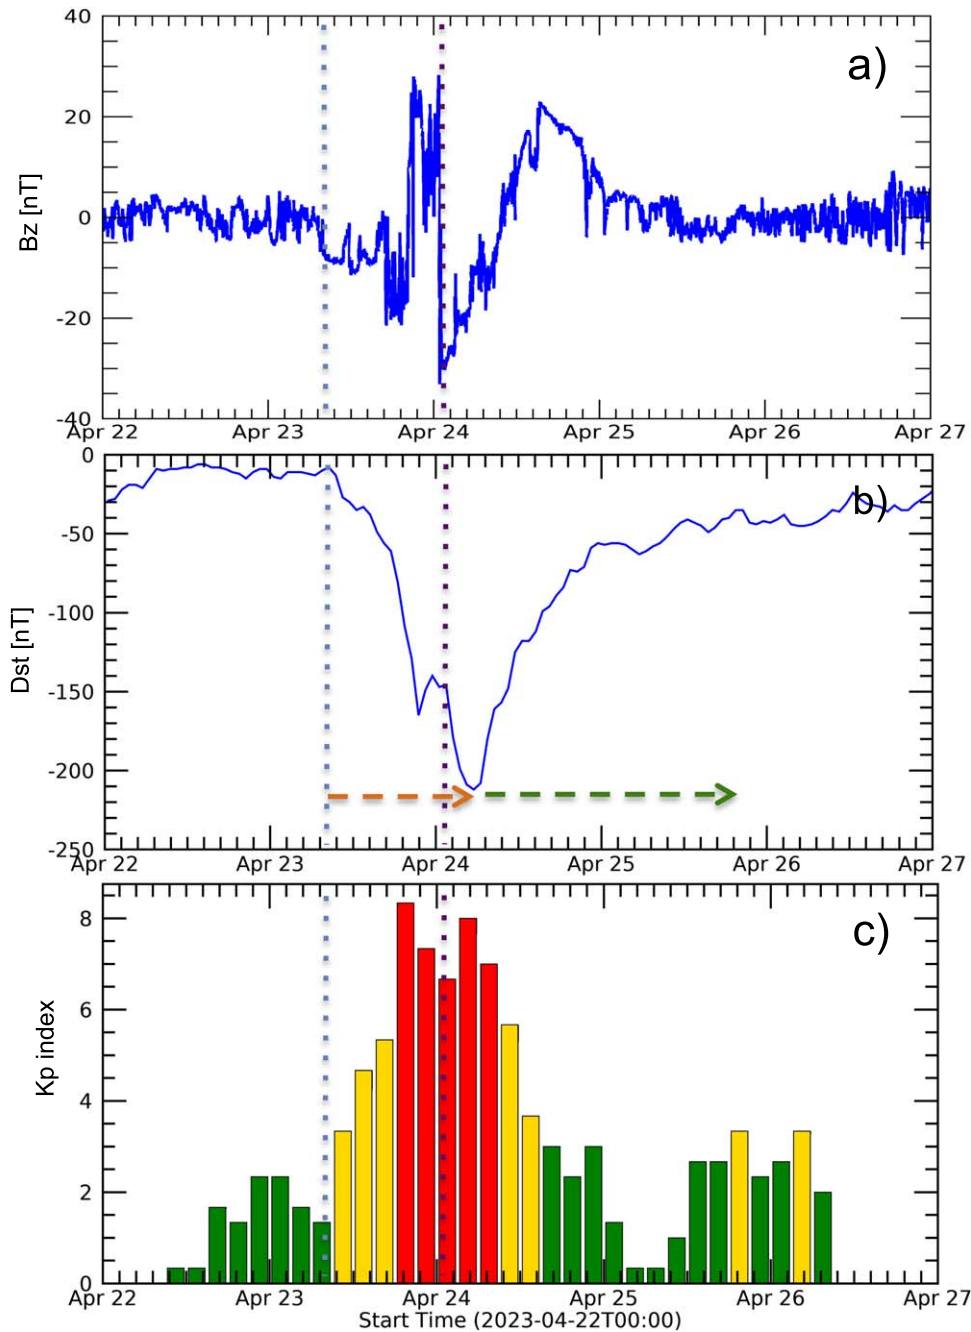 40
20
0
-20
-40
Bz [nT]
a)
Apr 22 Apr 23 Apr 24 Apr 25 Apr 26 Apr 27
0
-50
-100
-150
-200
-250
Dst [nT]
b)
Apr 22 Apr 23 Apr 24 Apr 25 Apr 26 Apr 27
8
6
4
2
0
Kp index
c)
Apr 22 Apr 23 Apr 24 Apr 25 Apr 26 Apr 27
Start Time (2023-04-22T00:00)